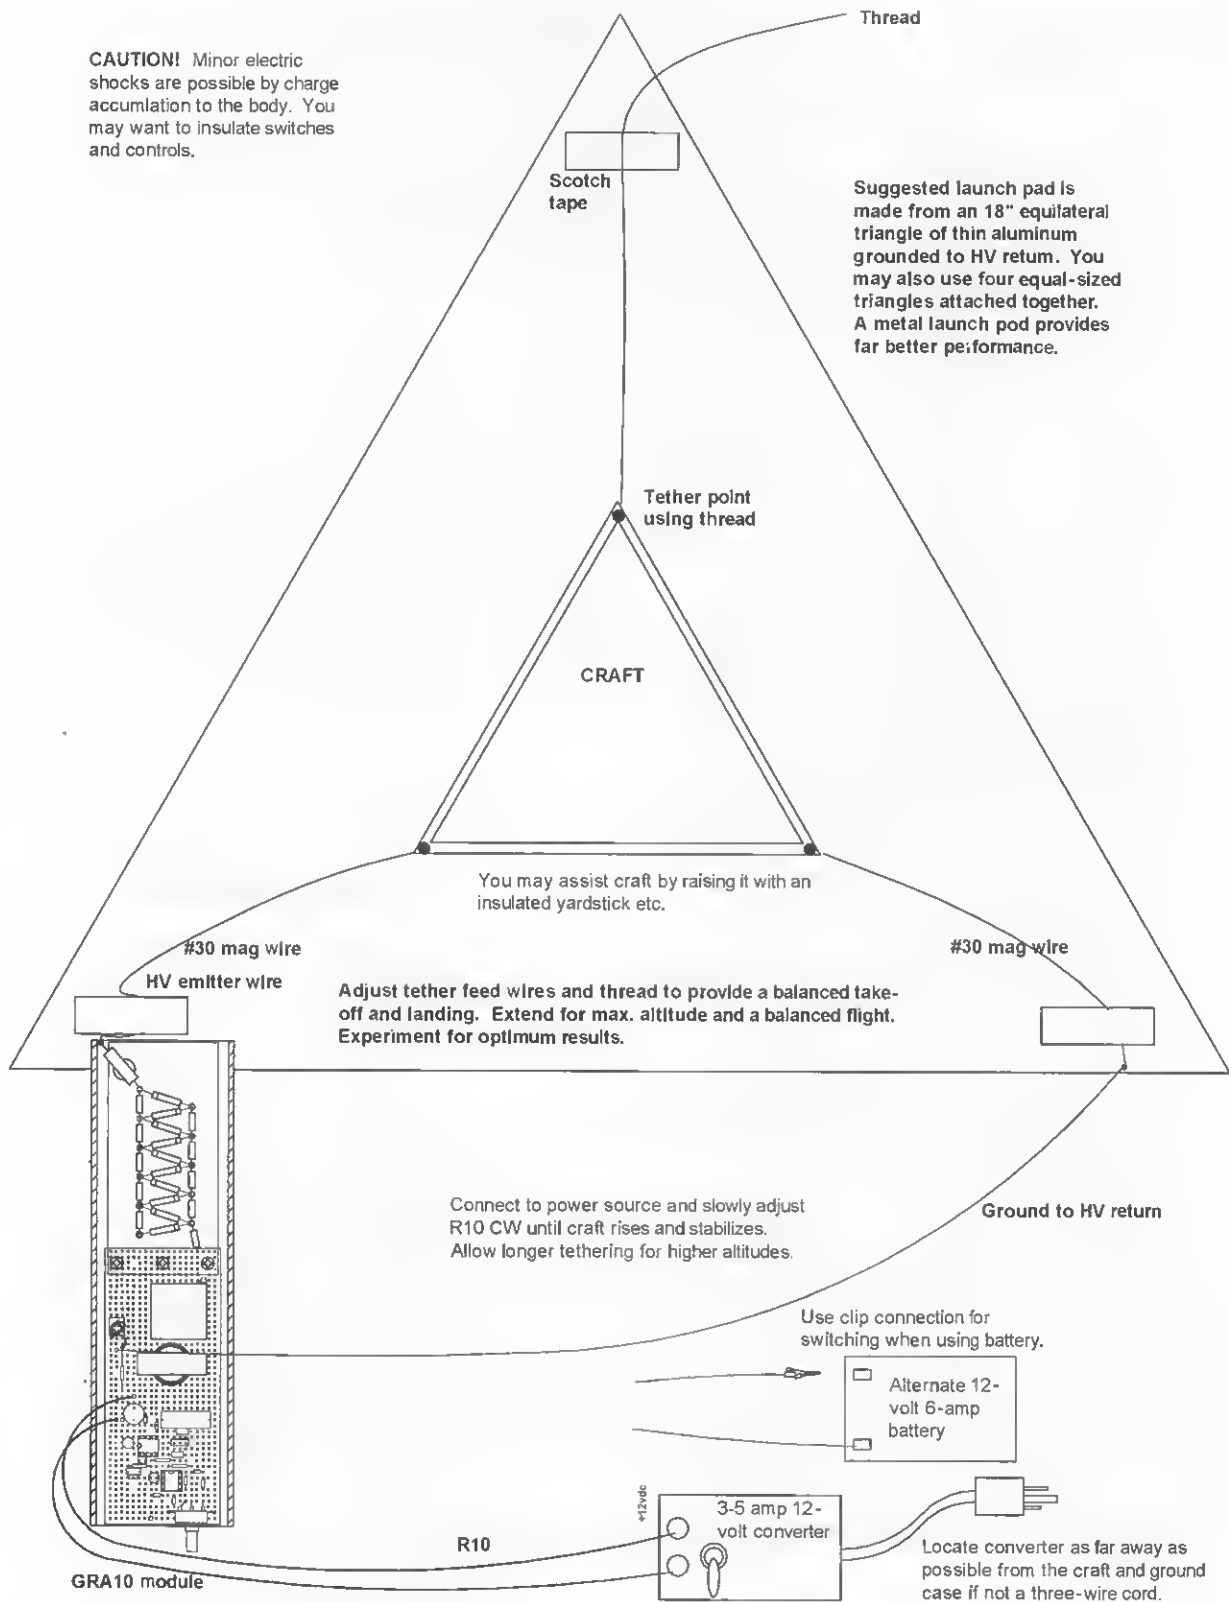 Thread
CAUTION! Minor electric
shocks are possible by charge
accumlation to the body. You
may want to insulate switches
and controls.
Scotch
tape
Suggested launch pad is
made from an 18" equilateral
triangle of thin aluminum
grounded to HV return. You
may also use four equal-sized
triangles attached together.
A metal launch pod provides
far better performance.
Tether point
using thread
CRAFT
You may assist craft by raising it with an
insulated yardstick etc.
#30 mag wire
#30 mag wire
HV emitter wire
Adjust tether feed wires and thread to provide a balanced take-
off and landing. Extend for max. altitude and a balanced flight.
Experiment for optimum results.
Connect to power source and slowly adjust
R10 CW until craft rises and stabilizes.
Allow longer tethering for higher altitudes.
Ground to HV return
Use clip connection for
switching when using battery.
Alternate 12-
volt 6-amp
battery
+12vdc
3-5 amp 12-
volt converter
R10
GRA10 module
Locate converter as far away as
possible from the craft and ground
case if not a three-wire cord.